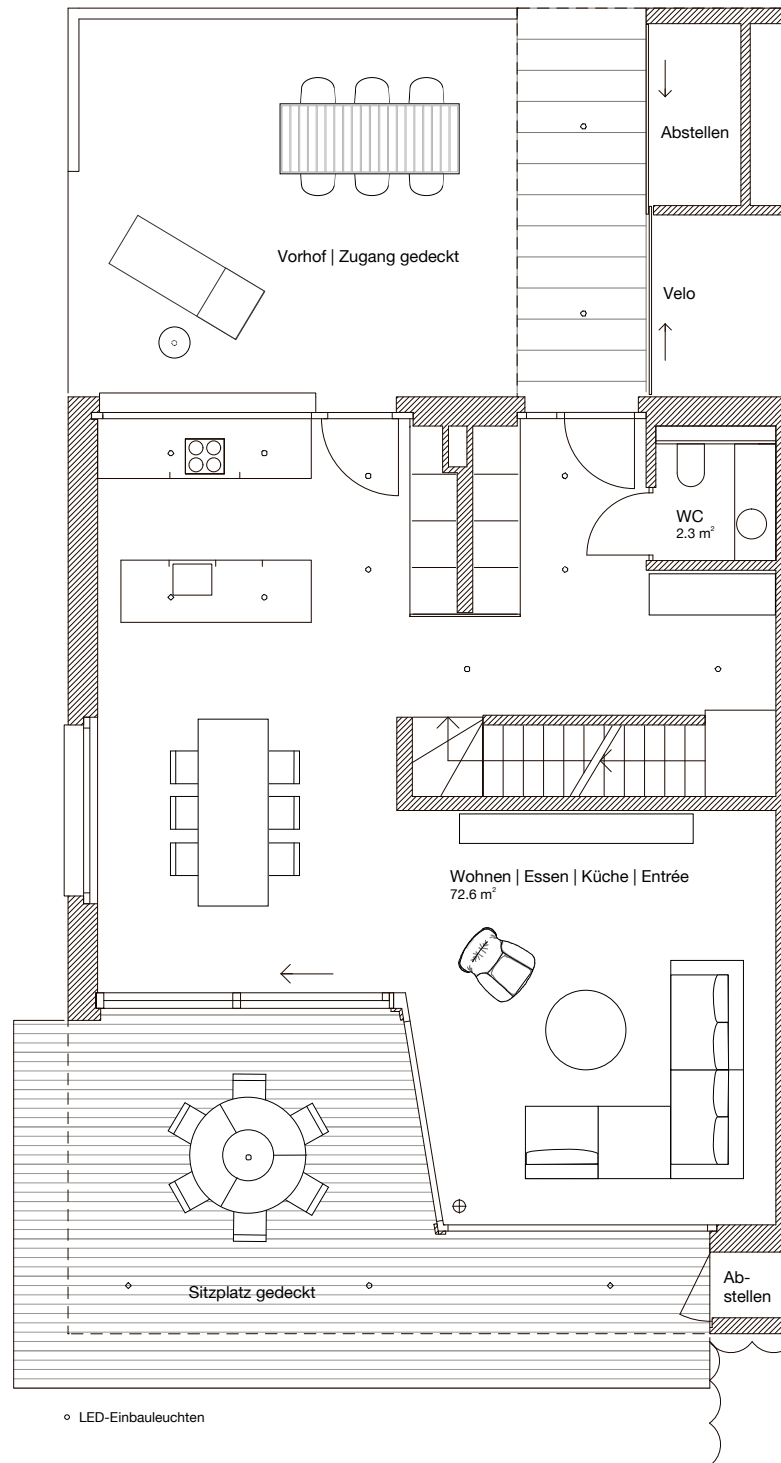 Abstellen
Vorhof | Zugang gedeckt
Velo
WC
2.3 m²
Wohnen | Essen | Küche | Entrée
72.6 m²
Ab-
stellen
Sitzplatz gedeckt
LED-Einbauleuchten